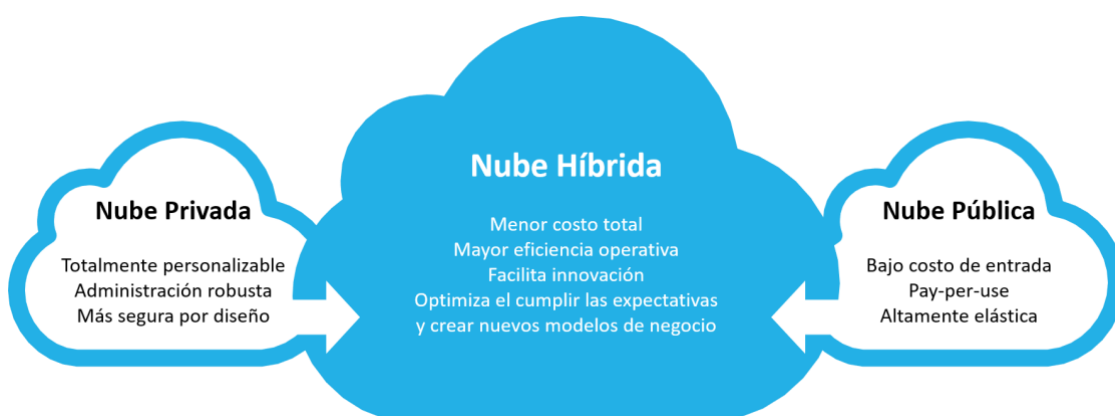 Nube Privada
Totalmente personalizable
Administración robusta
Más segura por diseño
Nube Híbrida
Menor costo total
Mayor eficiencia operativa
Facilita innovación
Optimiza el cumplir las expectativas
y crear nuevos modelos de negocio
Nube Pública
Bajo costo de entrada
Pay-per-use
Altamente elástica